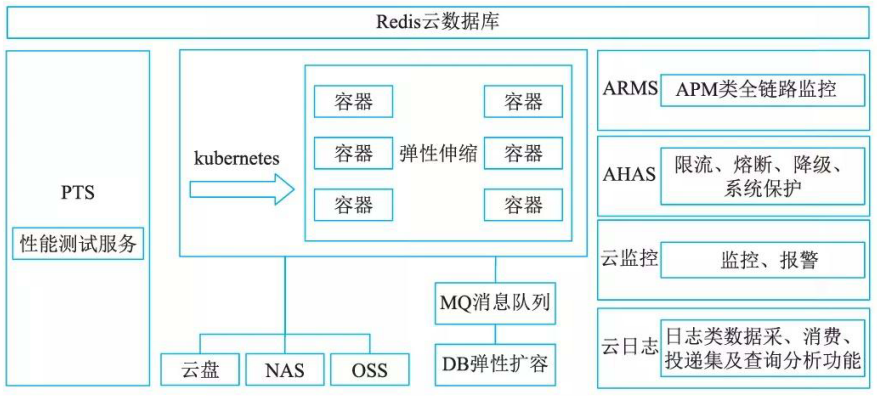 Redis云数据库
PTS
性能测试服务
kubernetes
容器
容器
容器
弹性伸缩
容器
容器
容器
云盘
NAS
OSS
MQ消息队列
DB弹性扩容
ARMS
APM类全链路监控
AHAS
限流、熔断、降级、
系统保护
云监控
监控、报警
云日志
日志类数据采、消费、
投递集及查询分析功能